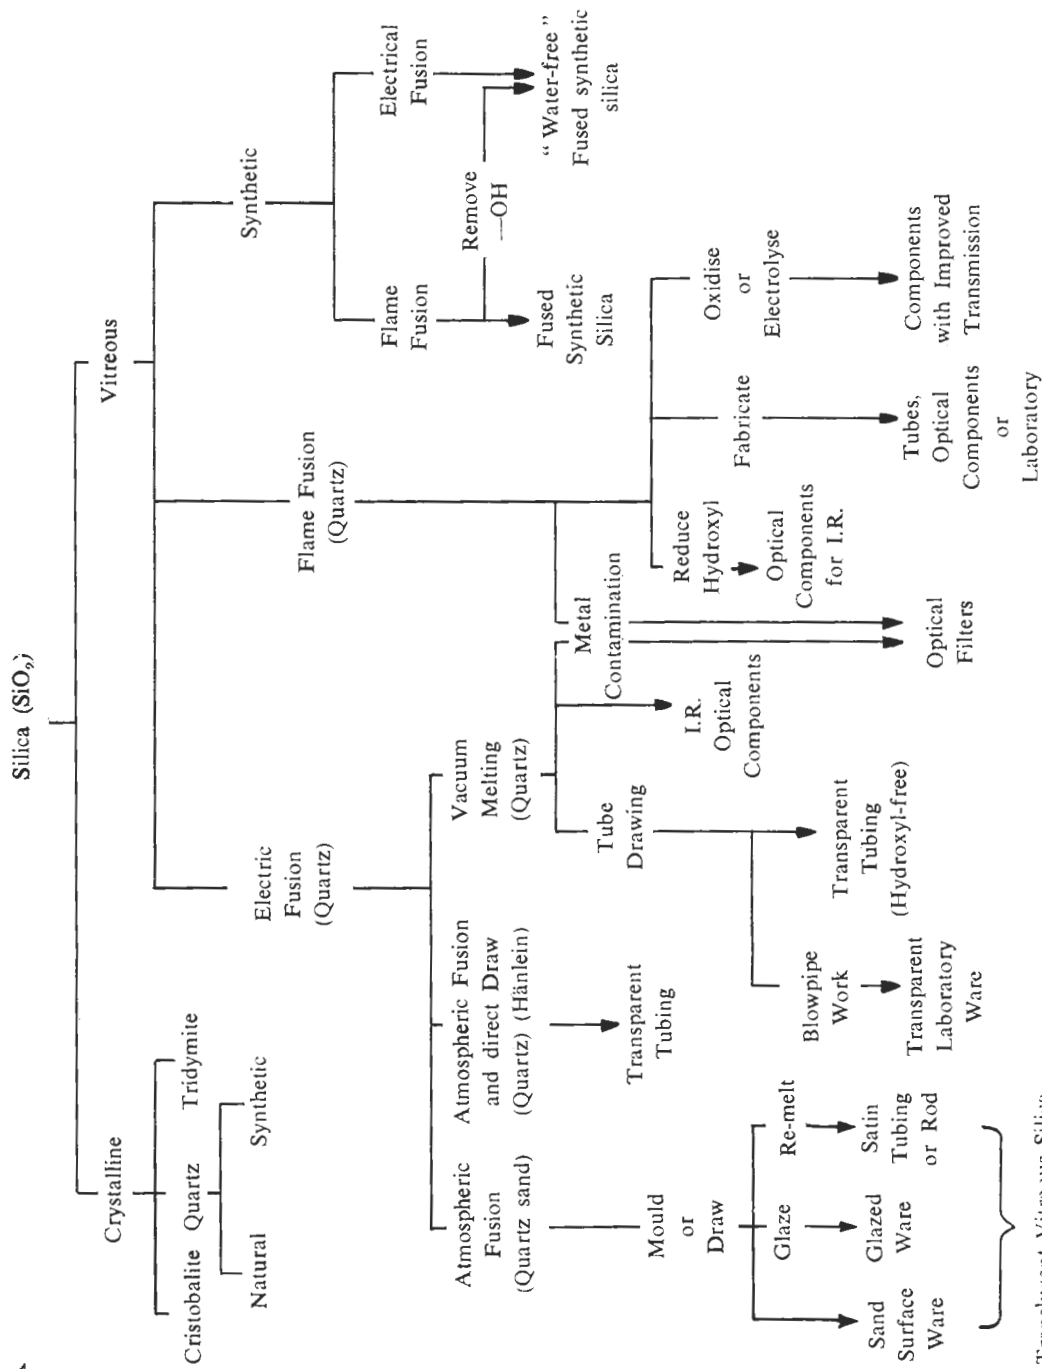 Silica (SiO₂)
Crystalline
Vitreous
Cristobalite
Quartz
Tridymite
Natural
Synthetic
Electric
Fusion
(Quartz)
Flame Fusion
(Quartz)
Synthetic
Flame
Fusion
Electrical
Fusion
Remove
—OH
Fused
Synthetic
Silica
“Water-free”
Fused synthetic
silica
Atmospheric
Fusion
(Quartz sand)
Atmospheric Fusion
and direct Draw
(Quartz) (Hänlein)
Vacuum
Melting
(Quartz)
Transparent
Tubing
Tube
Drawing
Metal
Contamination
I.R.
Optical
Components
Reduce
Hydroxyl
Fabricate
Oxidise
or
Electrolyse
Optical
Components
for I.R.
Mould
or
Draw
Glaze
Re-melt
Sand
Surface
Ware
Glazed
Ware
Satin
Tubing
or Rod
Blowpipe
Work
Transparent
Laboratory
Ware
Transparent
Tubing
(Hydroxyl-free)
Optical
Filters
Tubes,
Optical
Components
or
Laboratory
Components
with Improved
Transmission
Vitreous Silica